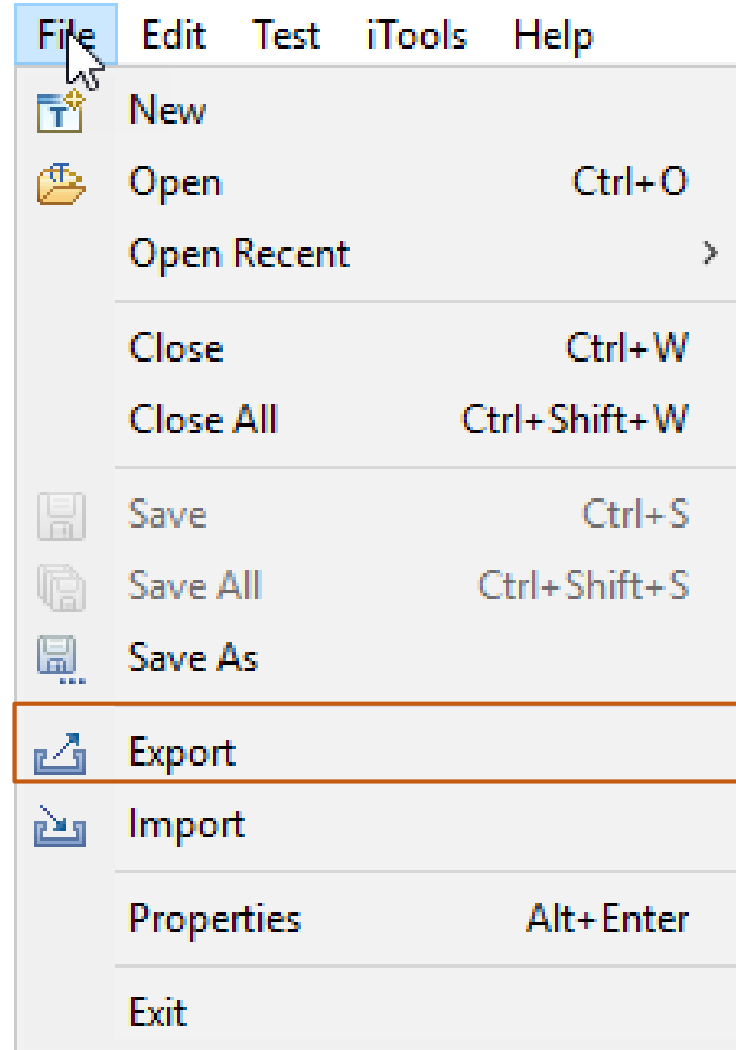 File Edit Test iTools Help
New
Open Ctrl+O
Open Recent
Close Ctrl+W
Close All Ctrl+Shift+W
Save Ctrl+S
Save All Ctrl+Shift+S
Save As
Export
Import
Properties Alt+Enter
Exit